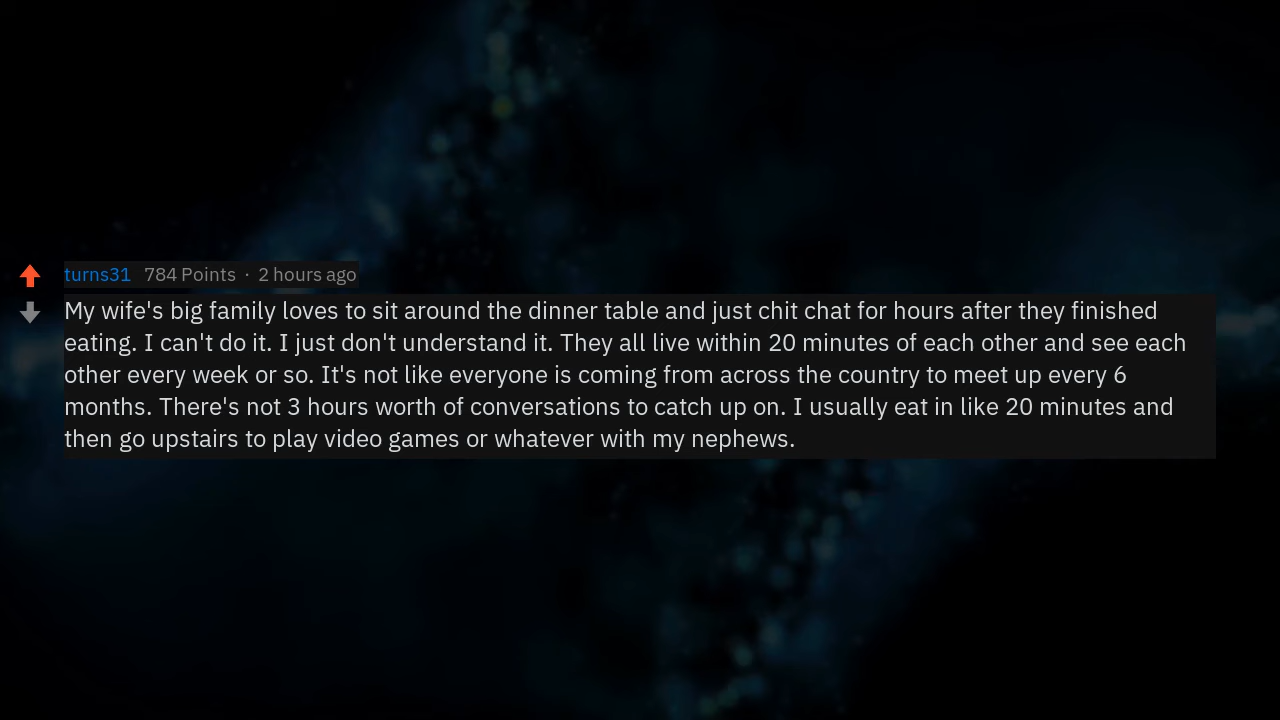 turns31 784 Points · 2 hours ago
My wife's big family loves to sit around the dinner table and just chit chat for hours after they finished
eating. I can't do it. I just don't understand it. They all live within 20 minutes of each other and see each
other every week or so. It's not like everyone is coming from across the country to meet up every 6
months. There's not 3 hours worth of conversations to catch up on. I usually eat in like 20 minutes and
then go upstairs to play video games or whatever with my nephews.